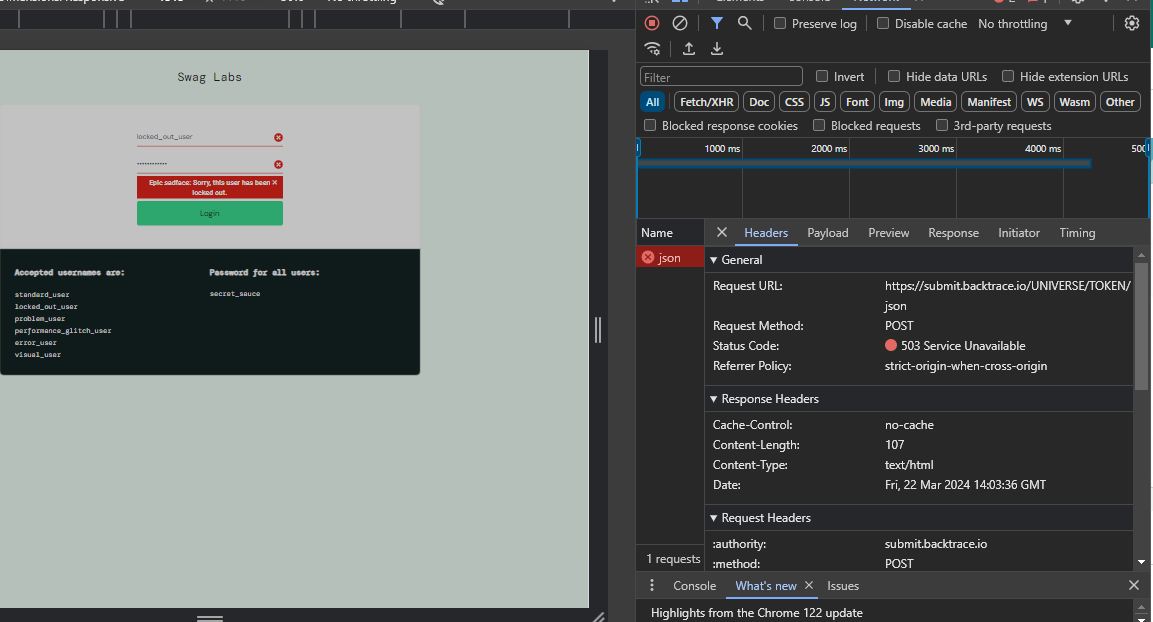 No throttling
Elements
Console
Network
Swag Labs
locked_out_user
Epic sadface: Sorry, this user has been
locked out.
Login
Accepted usernames are:
standard_user
locked_out_user
problem_user
performance_glitch_user
error_user
visual_user
Password for all users:
secret_sauce
Preserve log
Disable cache
No throttling
Filter
Invert
Hide data URLs
Hide extension URLs
All
Fetch/XHR
Doc
CSS
JS
Font
Img
Media
Manifest
WS
Wasm
Other
Blocked response cookies
Blocked requests
3rd-party requests
1000 ms
2000 ms
3000 ms
4000 ms
Name
Headers
Payload
Preview
Response
Initiator
Timing
json
General
Request URL: https://submit.backtrace.io/UNIVERSE/TOKEN/
json
Request Method: POST
Status Code: 503 Service Unavailable
Referrer Policy: strict-origin-when-cross-origin
Response Headers
Cache-Control: no-cache
Content-Length: 107
Content-Type: text/html
Date: Fri, 22 Mar 2024 14:03:36 GMT
Request Headers
:authority: submit.backtrace.io
:method: POST
1 requests
Console
What's new
Issues
Highlights from the Chrome 122 update